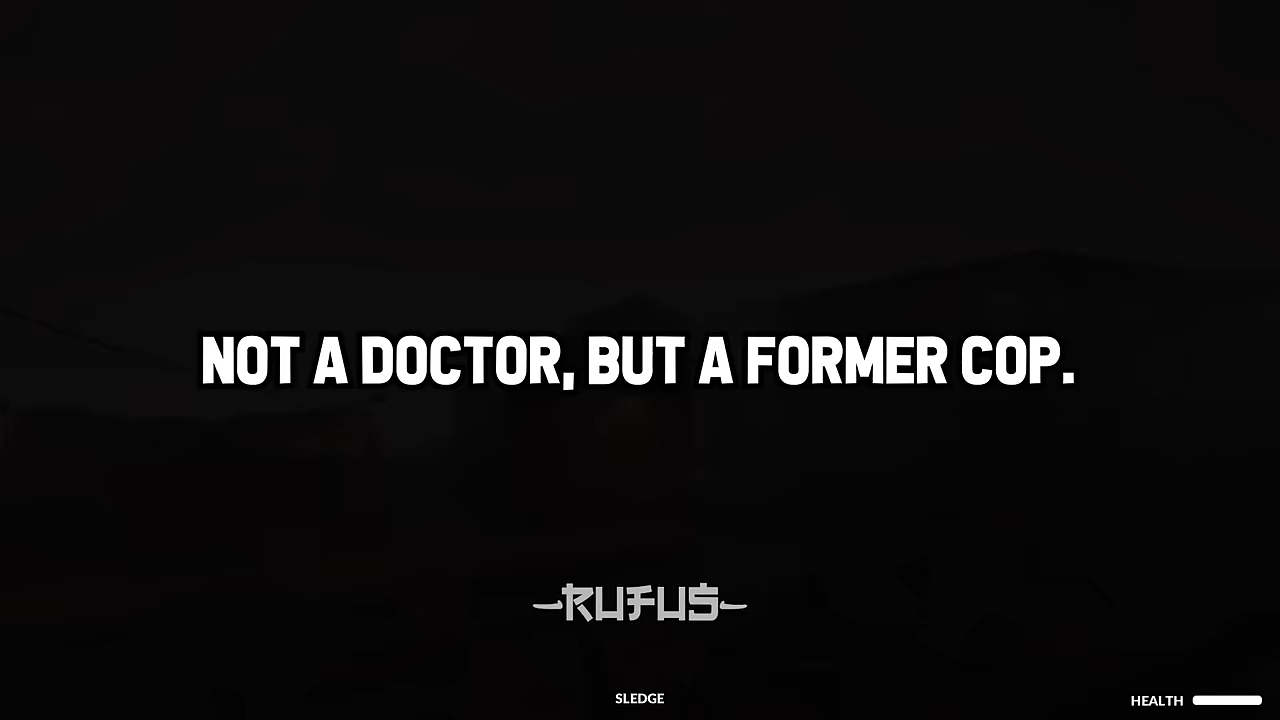 NOT A DOCTOR, BUT A FORMER COP.
RUFUS
SLEDGE
HEALTH